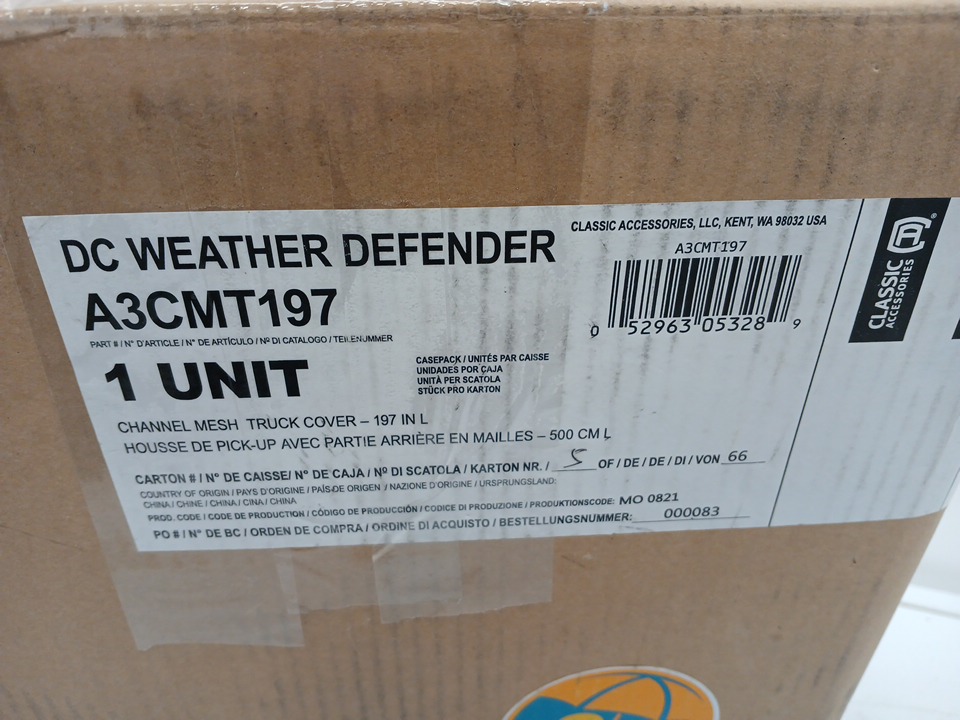 DC WEATHER DEFENDER
A3CMT197
PART # / N° D'ARTICLE / N° DE ARTÍCULO / Nº DI CATALOGO / TEILENUMMER
1 UNIT
CASEPACK / UNITÉS PAR CAISSE
UNIDADES POR CAJA
UNITÀ PER SCATOLA
STÜCK PRO KARTON
CHANNEL MESH TRUCK COVER – 197 IN L
HOUSSE DE PICK-UP AVEC PARTIE ARRIÈRE EN MAILLES – 500 CM L
CARTON # / N° DE CAISSE/ N° DE CAJA / Nº DI SCATOLA / KARTON NR. / 5 OF / DE / DE / DI / VON 66
COUNTRY OF ORIGIN / PAYS D'ORIGINE / PAÍS DE ORIGEN / NAZIONE D'ORIGINE / URSPRUNGSLAND:
CHINA / CHINE / CHINA / CINA / CHINA
PROD. CODE / CODE DE PRODUCTION / CÓDIGO DE PRODUCCIÓN / CODICE DI PRODUZIONE / PRODUKTIONSCODE: MO 0821
PO # / N° DE BC / ORDEN DE COMPRA / ORDINE DI ACQUISTO / BESTELLUNGSNUMMER: 000083
CLASSIC ACCESSORIES, LLC, KENT, WA 98032 USA
A3CMT197
0 52963 05328 9
CLASSIC
ACCESSORIES
®